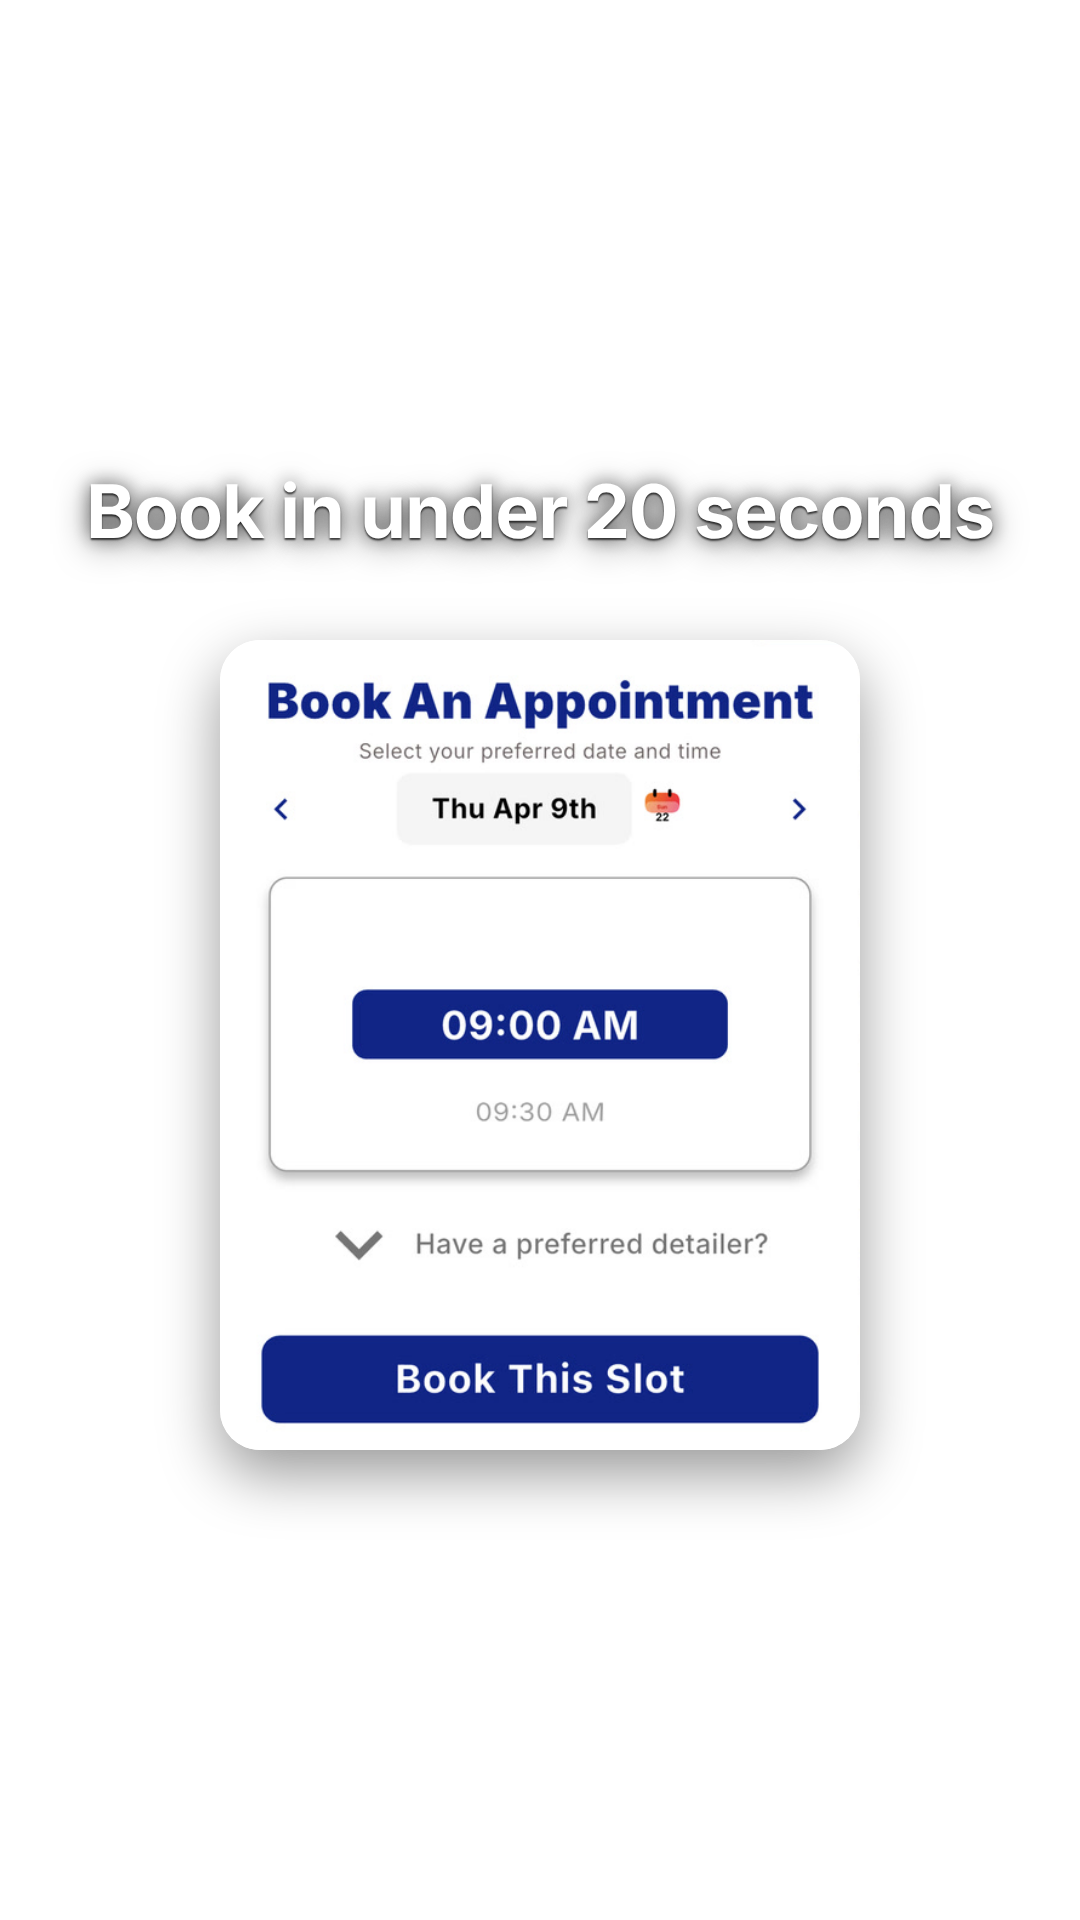 Book in under 20 seconds
Book An Appointment
Select your preferred date and time
Thu Apr 9th
22
09:00 AM
09:30 AM
Have a preferred detailer?
Book This Slot